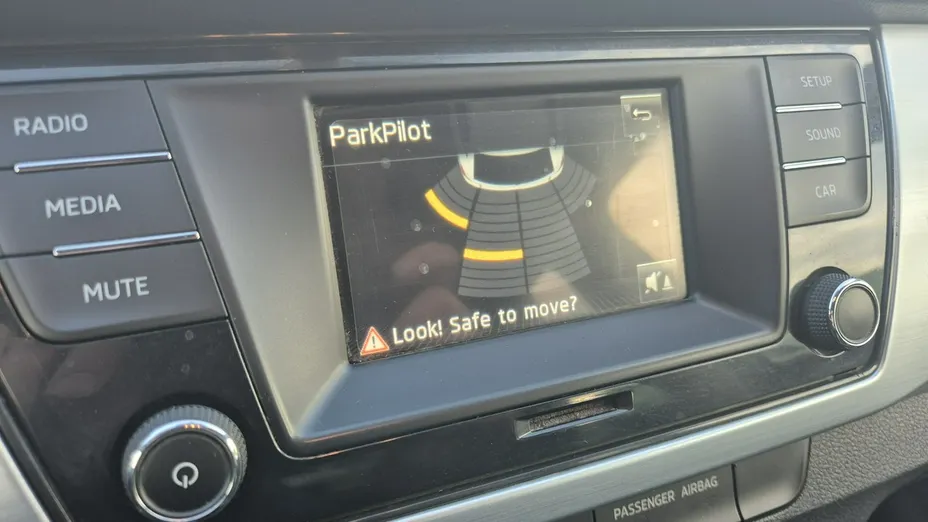 RADIO
MEDIA
MUTE
ParkPilot
Look! Safe to move?
SETUP
SOUND
CAR
PASSENGER AIRBAG